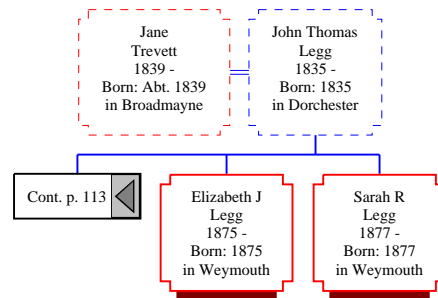 Jane
Trevett
1839 -
Born: Abt. 1839
in Broadmayne
John Thomas
Legg
1835 -
Born: 1835
in Dorchester
Cont. p. 113
Elizabeth J
Legg
1875 -
Born: 1875
in Weymouth
Sarah R
Legg
1877 -
Born: 1877
in Weymouth